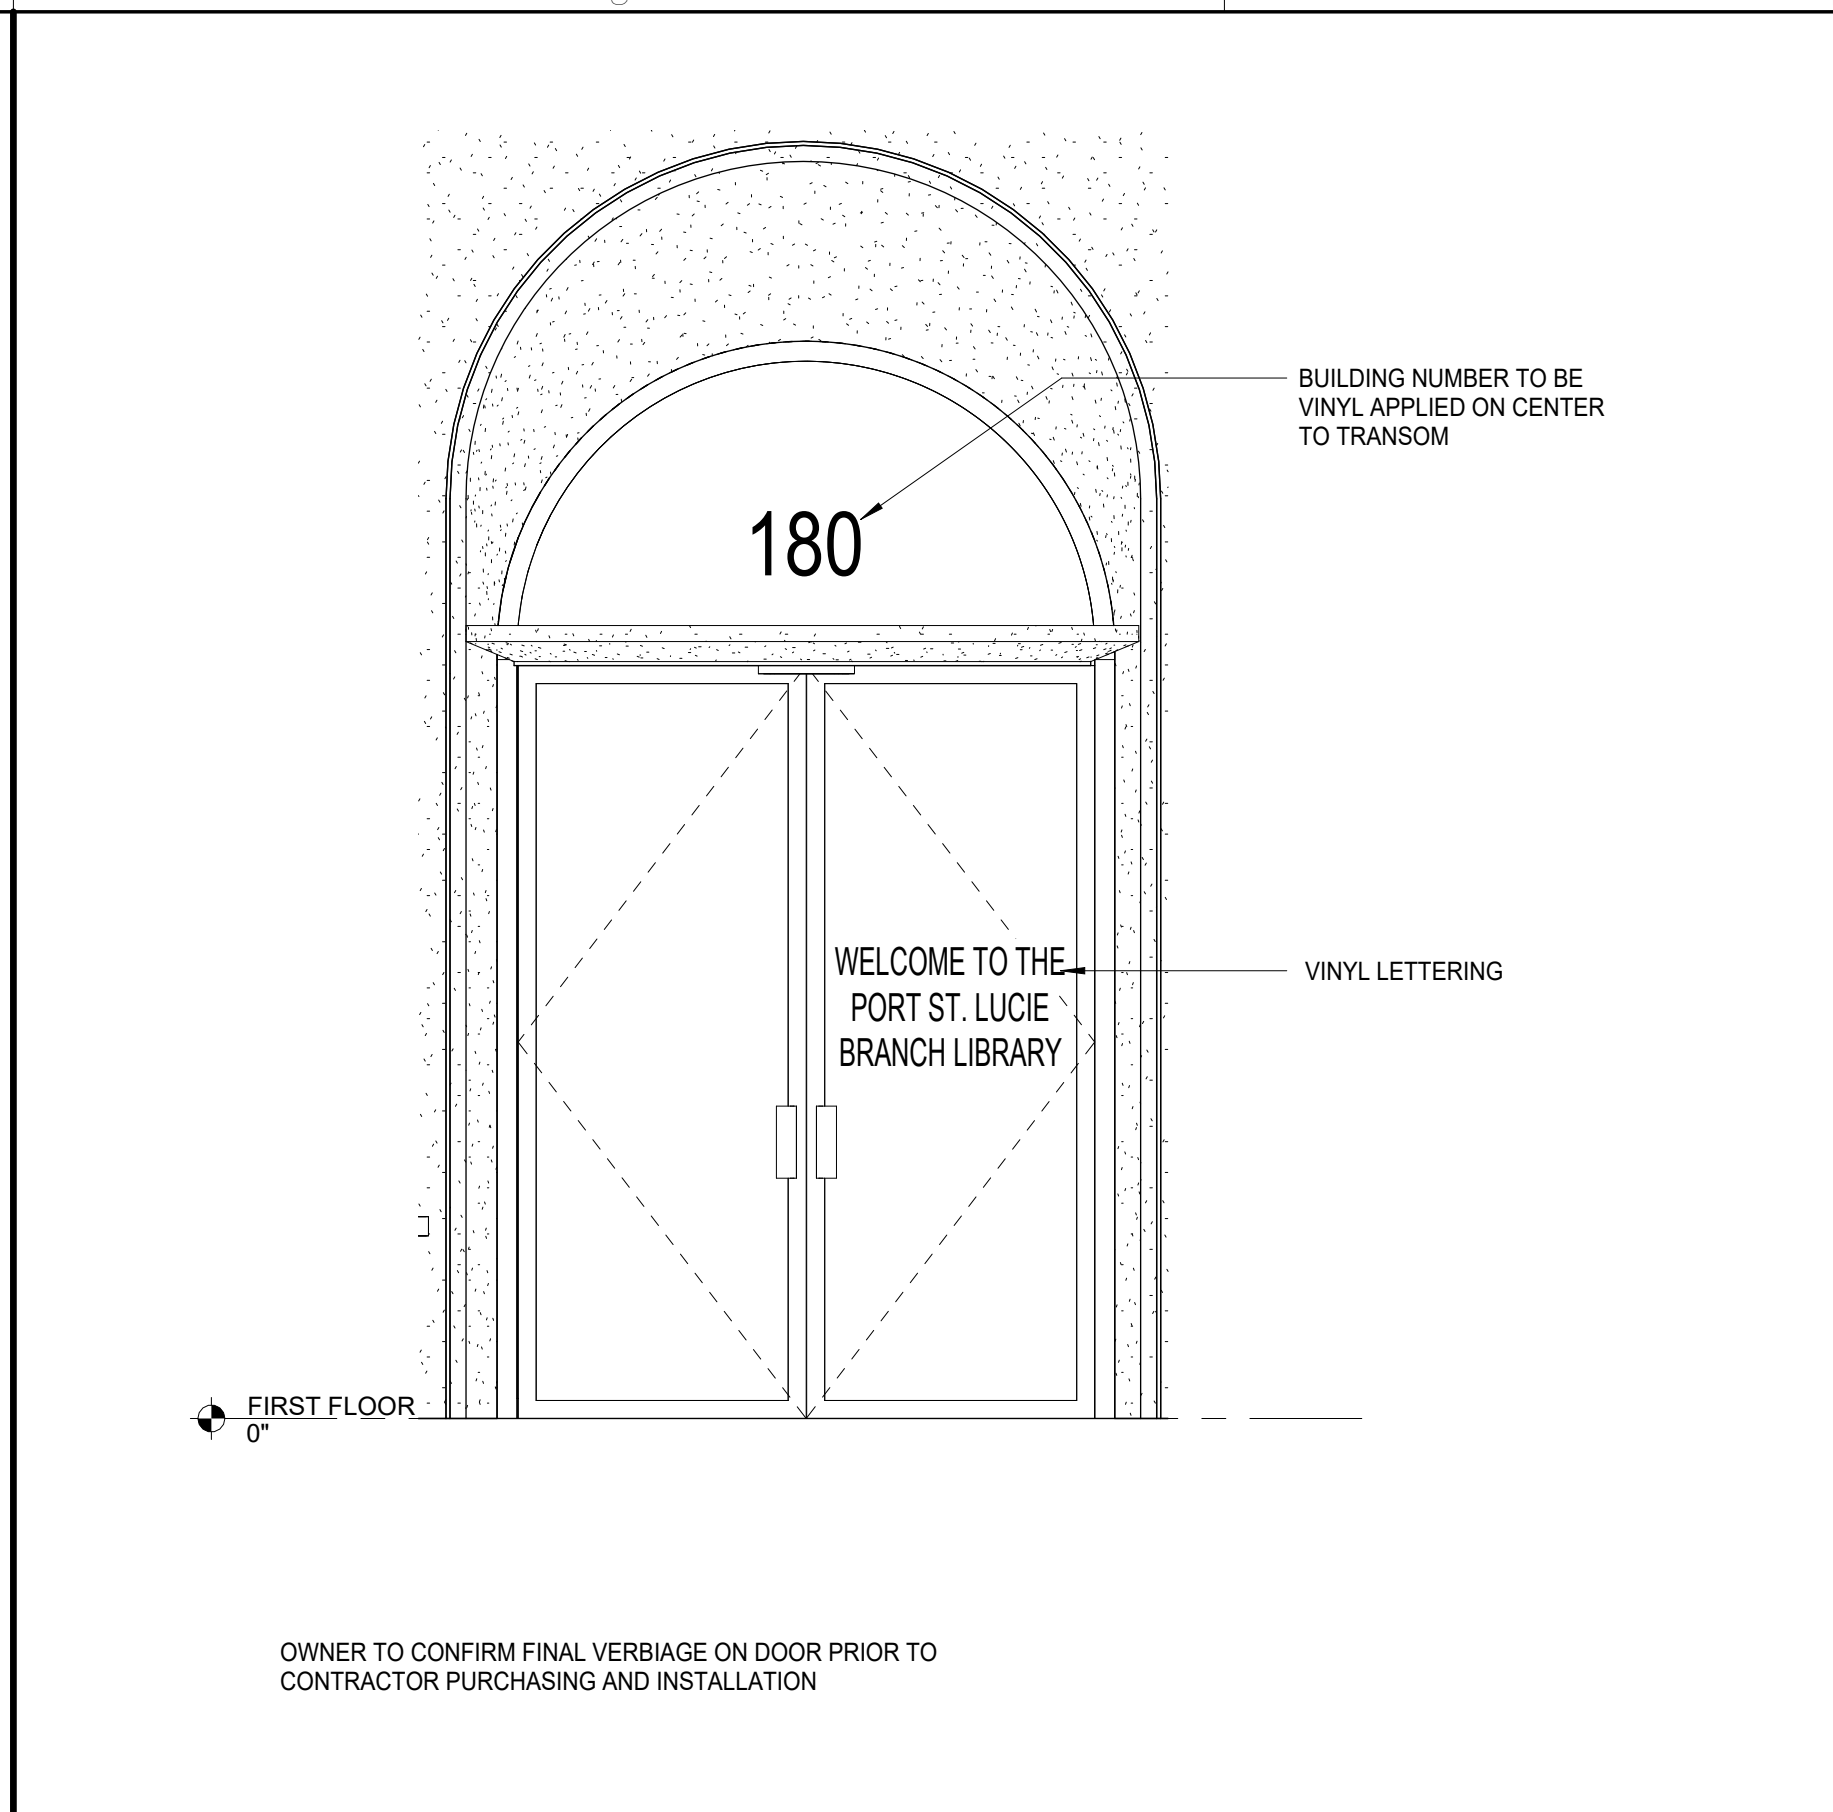 BUILDING NUMBER TO BE
VINYL APPLIED ON CENTER
TO TRANSOM
180
WELCOME TO THE
PORT ST. LUCIE
BRANCH LIBRARY
VINYL LETTERING
FIRST FLOOR
0"
OWNER TO CONFIRM FINAL VERBIAGE ON DOOR PRIOR TO
CONTRACTOR PURCHASING AND INSTALLATION